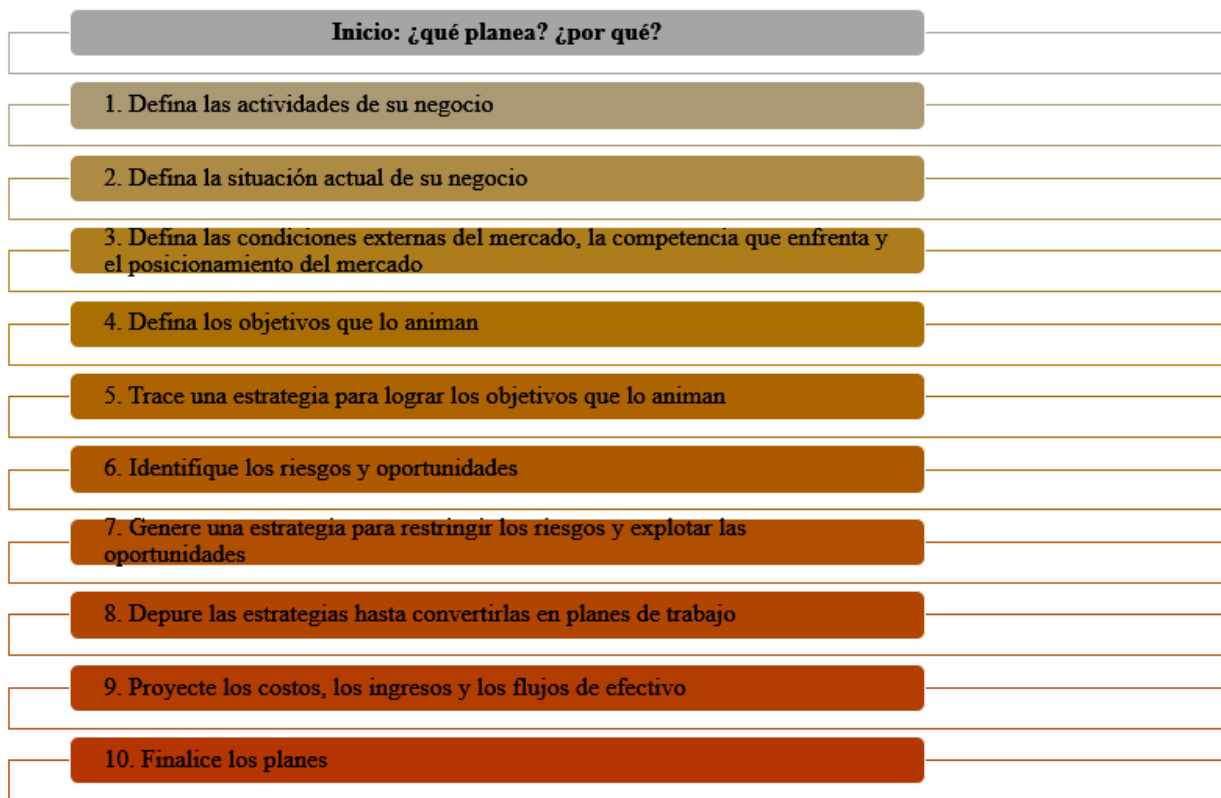 Inicio: ¿qué planea? ¿por qué?
1. Defina las actividades de su negocio
2. Defina la situación actual de su negocio
3. Defina las condiciones externas del mercado, la competencia que enfrenta y
el posicionamiento del mercado
4. Defina los objetivos que lo animan
5. Trace una estrategia para lograr los objetivos que lo animan
6. Identifique los riesgos y oportunidades
7. Genere una estrategia para restringir los riesgos y explotar las
oportunidades
8. Depure las estrategias hasta convertirlas en planes de trabajo
9. Proyecte los costos, los ingresos y los flujos de efectivo
10. Finalice los planes